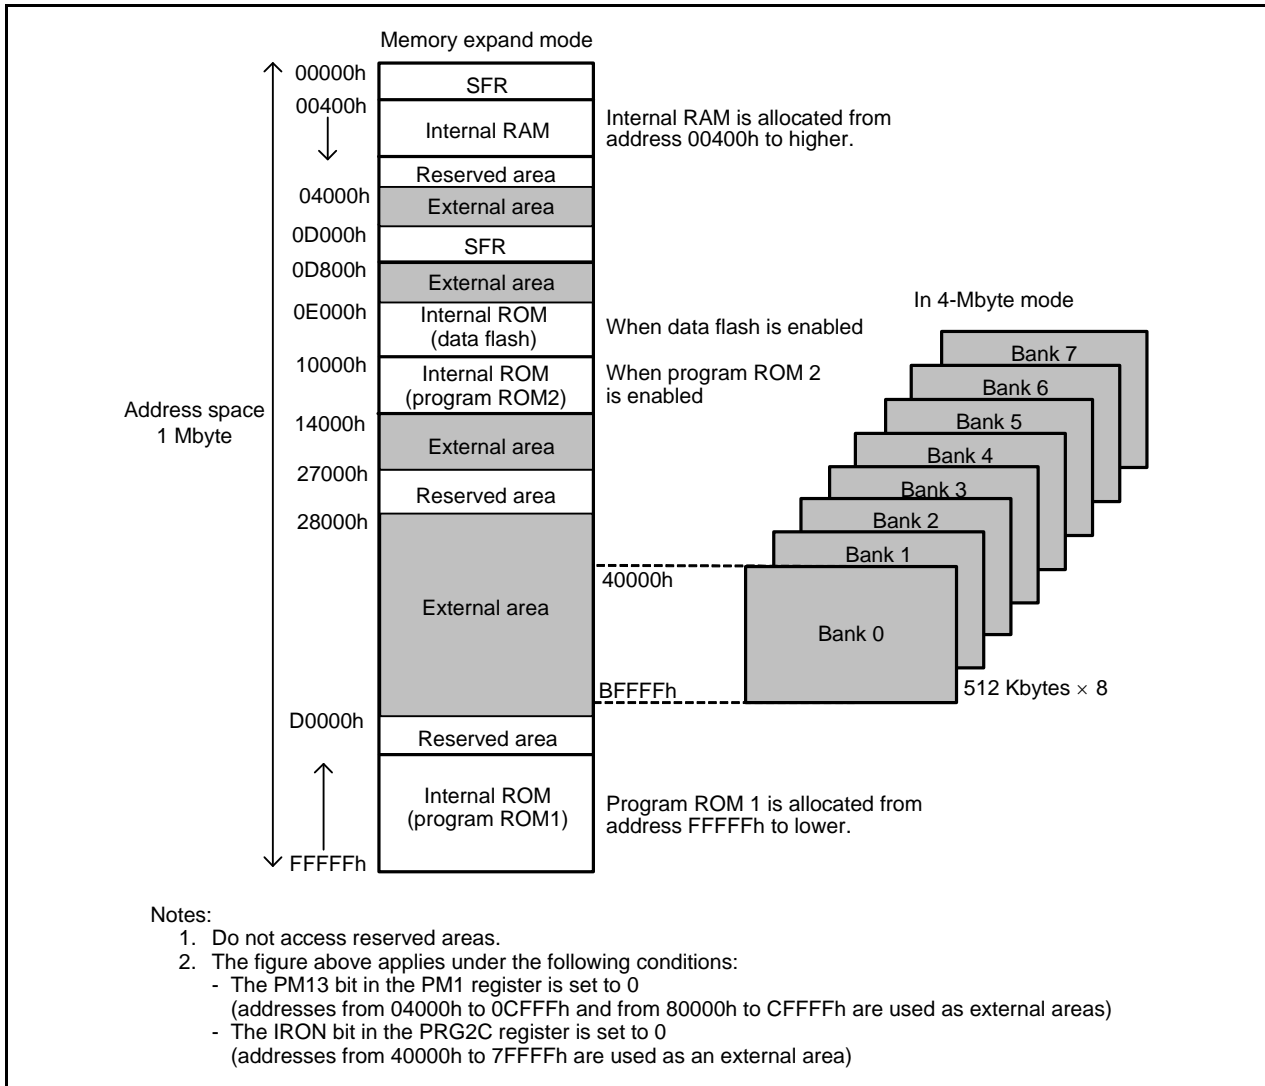 Memory expand mode
00000h
SFR
00400h
Internal RAM
Internal RAM is allocated from
address 00400h to higher.
Reserved area
04000h
External area
0D000h
SFR
0D800h
External area
0E000h
Internal ROM
(data flash)
When data flash is enabled
10000h
Internal ROM
(program ROM2)
When program ROM 2
is enabled
Address space
1 Mbyte
14000h
External area
27000h
Reserved area
28000h
External area
D0000h
Reserved area
Internal ROM
(program ROM1)
Program ROM 1 is allocated from
address FFFFFh to lower.
FFFFFh
In 4-Mbyte mode
Bank 7
Bank 6
Bank 5
Bank 4
Bank 3
Bank 2
Bank 1
40000h
Bank 0
BFFFFh
512 Kbytes × 8
Notes:
1. Do not access reserved areas.
2. The figure above applies under the following conditions:
- The PM13 bit in the PM1 register is set to 0
(addresses from 04000h to 0CFFFh and from 80000h to CFFFFh are used as external areas)
- The IRON bit in the PRG2C register is set to 0
(addresses from 40000h to 7FFFFh are used as an external area)